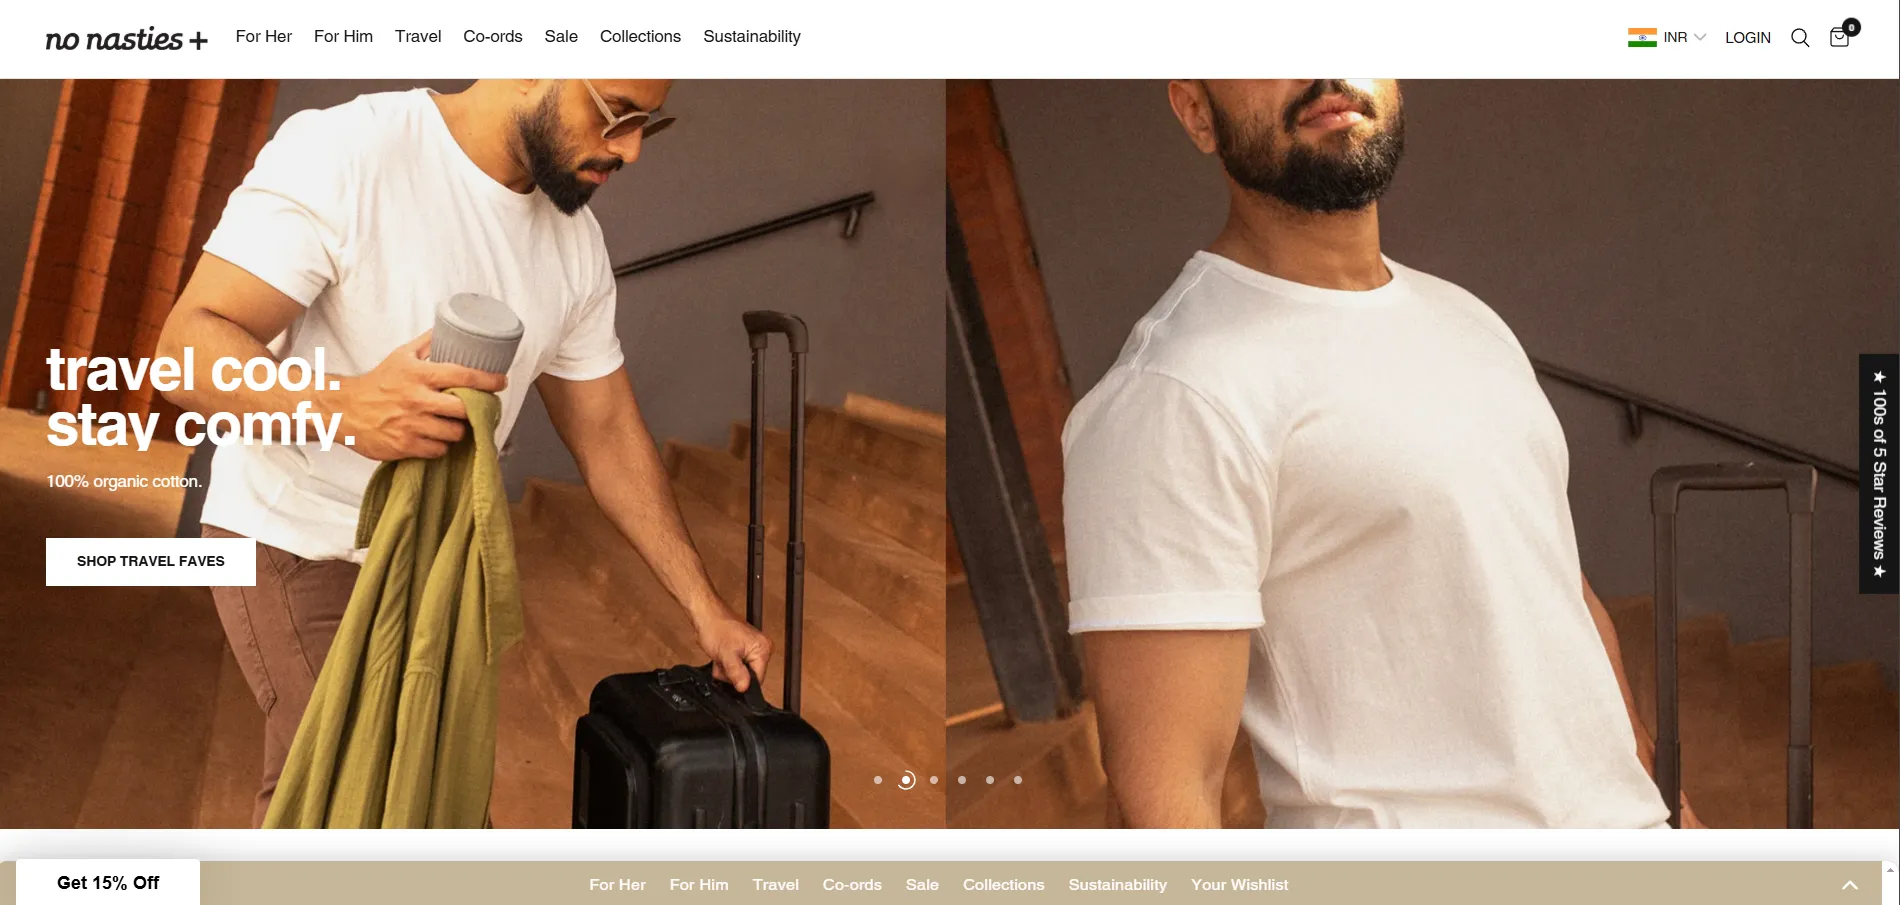 no nasties +
For Her For Him Travel Co-ords Sale Collections Sustainability
INR LOGIN 0
travel cool.
stay comfy.
100% organic cotton.
SHOP TRAVEL FAVES
★ 100s of 5 Star Reviews ★
Get 15% Off
For Her For Him Travel Co-ords Sale Collections Sustainability Your Wishlist